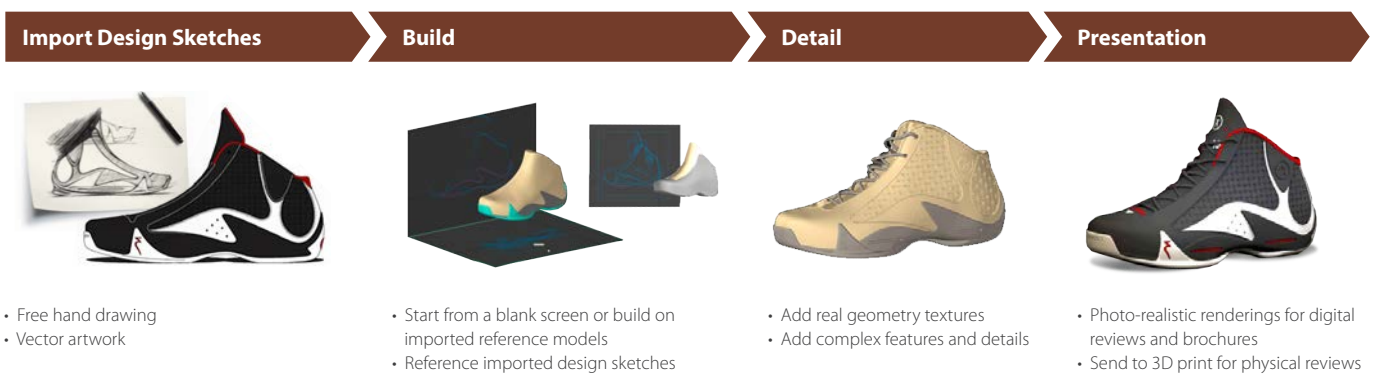 Import Design Sketches
Build
Detail
Presentation
• Free hand drawing
• Vector artwork
• Start from a blank screen or build on
imported reference models
• Reference imported design sketches
• Add real geometry textures
• Add complex features and details
• Photo-realistic renderings for digital
reviews and brochures
• Send to 3D print for physical reviews